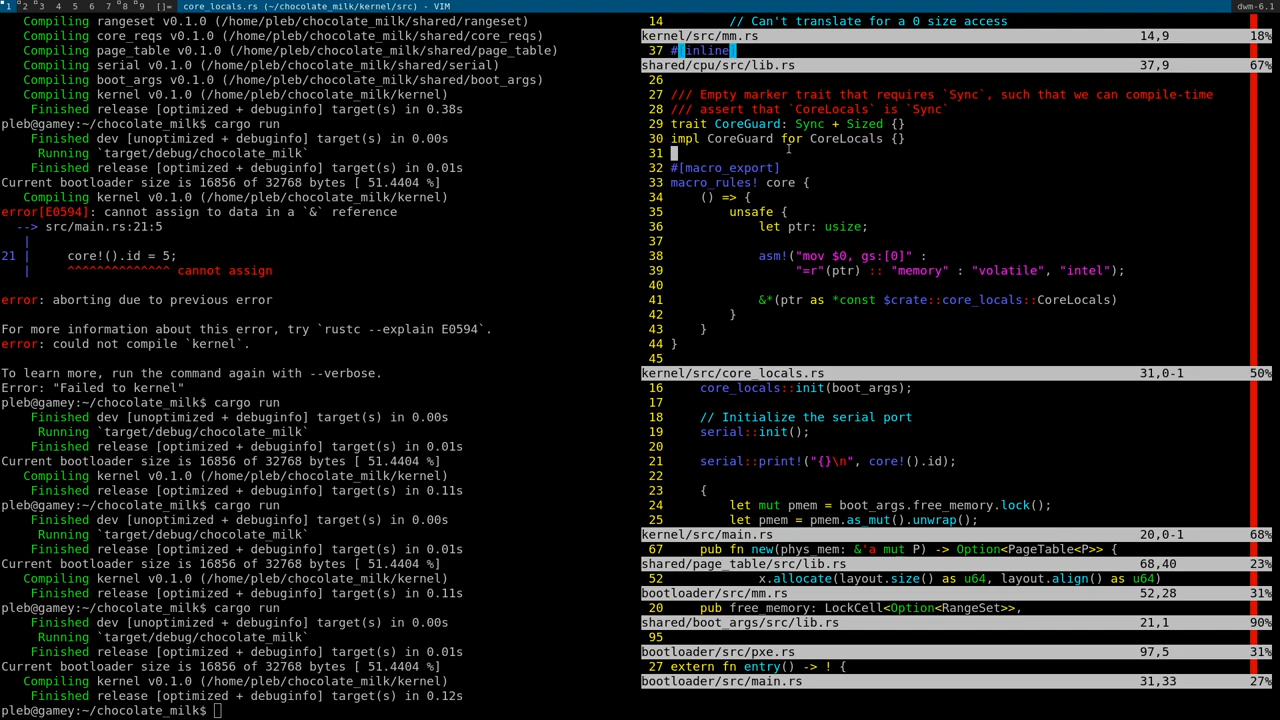 1 2 3 4 5 6 7 8 9 []= core_locals.rs (~/chocolate_milk/kernel/src) - VIM dwm-6.1
Compiling rangeset v0.1.0 (/home/pleb/chocolate_milk/shared/rangeset)
Compiling core_reqs v0.1.0 (/home/pleb/chocolate_milk/shared/core_reqs)
Compiling page_table v0.1.0 (/home/pleb/chocolate_milk/shared/page_table)
Compiling serial v0.1.0 (/home/pleb/chocolate_milk/shared/serial)
Compiling boot_args v0.1.0 (/home/pleb/chocolate_milk/shared/boot_args)
Compiling kernel v0.1.0 (/home/pleb/chocolate_milk/kernel)
Finished release [optimized + debuginfo] target(s) in 0.38s
pleb@gamey:~/chocolate_milk$ cargo run
Finished dev [unoptimized + debuginfo] target(s) in 0.00s
Running `target/debug/chocolate_milk`
Finished release [optimized + debuginfo] target(s) in 0.01s
Current bootloader size is 16856 of 32768 bytes [ 51.4404 %]
Compiling kernel v0.1.0 (/home/pleb/chocolate_milk/kernel)
error[E0594]: cannot assign to data in a `&` reference
--> src/main.rs:21:5
|
21 | core!().id = 5;
| ^^^^^^^^^^^^^^ cannot assign
error: aborting due to previous error
For more information about this error, try `rustc --explain E0594`.
error: could not compile `kernel`.
To learn more, run the command again with --verbose.
Error: "Failed to kernel"
pleb@gamey:~/chocolate_milk$ cargo run
Finished dev [unoptimized + debuginfo] target(s) in 0.00s
Running `target/debug/chocolate_milk`
Finished release [optimized + debuginfo] target(s) in 0.01s
Current bootloader size is 16856 of 32768 bytes [ 51.4404 %]
Compiling kernel v0.1.0 (/home/pleb/chocolate_milk/kernel)
Finished release [optimized + debuginfo] target(s) in 0.11s
pleb@gamey:~/chocolate_milk$ cargo run
Finished dev [unoptimized + debuginfo] target(s) in 0.00s
Running `target/debug/chocolate_milk`
Finished release [optimized + debuginfo] target(s) in 0.01s
Current bootloader size is 16856 of 32768 bytes [ 51.4404 %]
Compiling kernel v0.1.0 (/home/pleb/chocolate_milk/kernel)
Finished release [optimized + debuginfo] target(s) in 0.11s
pleb@gamey:~/chocolate_milk$ cargo run
Finished dev [unoptimized + debuginfo] target(s) in 0.00s
Running `target/debug/chocolate_milk`
Finished release [optimized + debuginfo] target(s) in 0.01s
Current bootloader size is 16856 of 32768 bytes [ 51.4404 %]
Compiling kernel v0.1.0 (/home/pleb/chocolate_milk/kernel)
Finished release [optimized + debuginfo] target(s) in 0.12s
pleb@gamey:~/chocolate_milk$
14 // Can't translate for a 0 size access
kernel/src/mm.rs 14,9 18%
37 #[inline]
shared/cpu/src/lib.rs 37,9 67%
26
27 /// Empty marker trait that requires `Sync`, such that we can compile-time
28 /// assert that `CoreLocals` is `Sync`
29 trait CoreGuard: Sync + Sized {}
30 impl CoreGuard for CoreLocals {}
31
32 #[macro_export]
33 macro_rules! core {
34 () => {
35 unsafe {
36 let ptr: usize;
37
38 asm!("mov $0, gs:[0]" :
39 "=r"(ptr) :: "memory" : "volatile", "intel");
40
41 &*(ptr as *const $crate::core_locals::CoreLocals)
42 }
43 }
44 }
45
kernel/src/core_locals.rs 31,0-1 50%
16 core_locals::init(boot_args);
17
18 // Initialize the serial port
19 serial::init();
20
21 serial::print!("{}\n", core!().id);
22
23 {
24 let mut pmem = boot_args.free_memory.lock();
25 let pmem = pmem.as_mut().unwrap();
kernel/src/main.rs 20,0-1 68%
67 pub fn new(phys_mem: &'a mut P) -> Option<PageTable<P>> {
shared/page_table/src/lib.rs 68,40 23%
52 x.allocate(layout.size() as u64, layout.align() as u64)
bootloader/src/mm.rs 52,28 31%
20 pub free_memory: LockCell<Option<RangeSet>>,
shared/boot_args/src/lib.rs 21,1 90%
95
bootloader/src/pxe.rs 97,5 31%
27 extern fn entry() -> ! {
bootloader/src/main.rs 31,33 27%